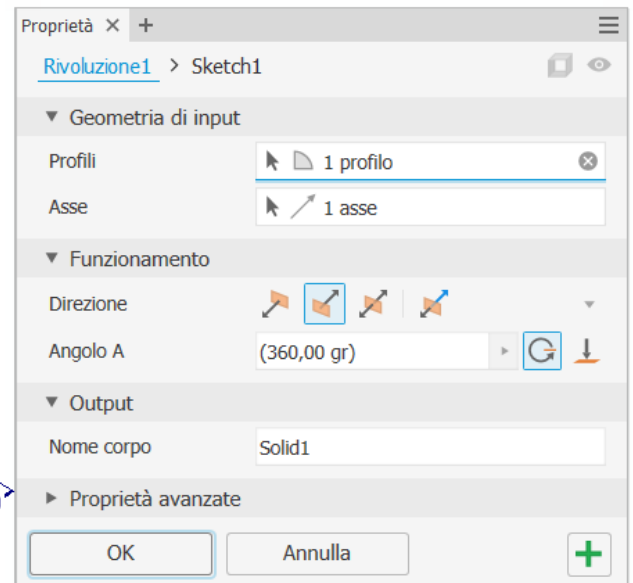 Proprietà
Rivoluzione1 > Sketch1
Geometria di input
Profili 1 profilo
Asse 1 asse
Funzionamento
Direzione
Angolo A (360,00 gr)
Output
Nome corpo Solid1
Proprietà avanzate
OK Annulla